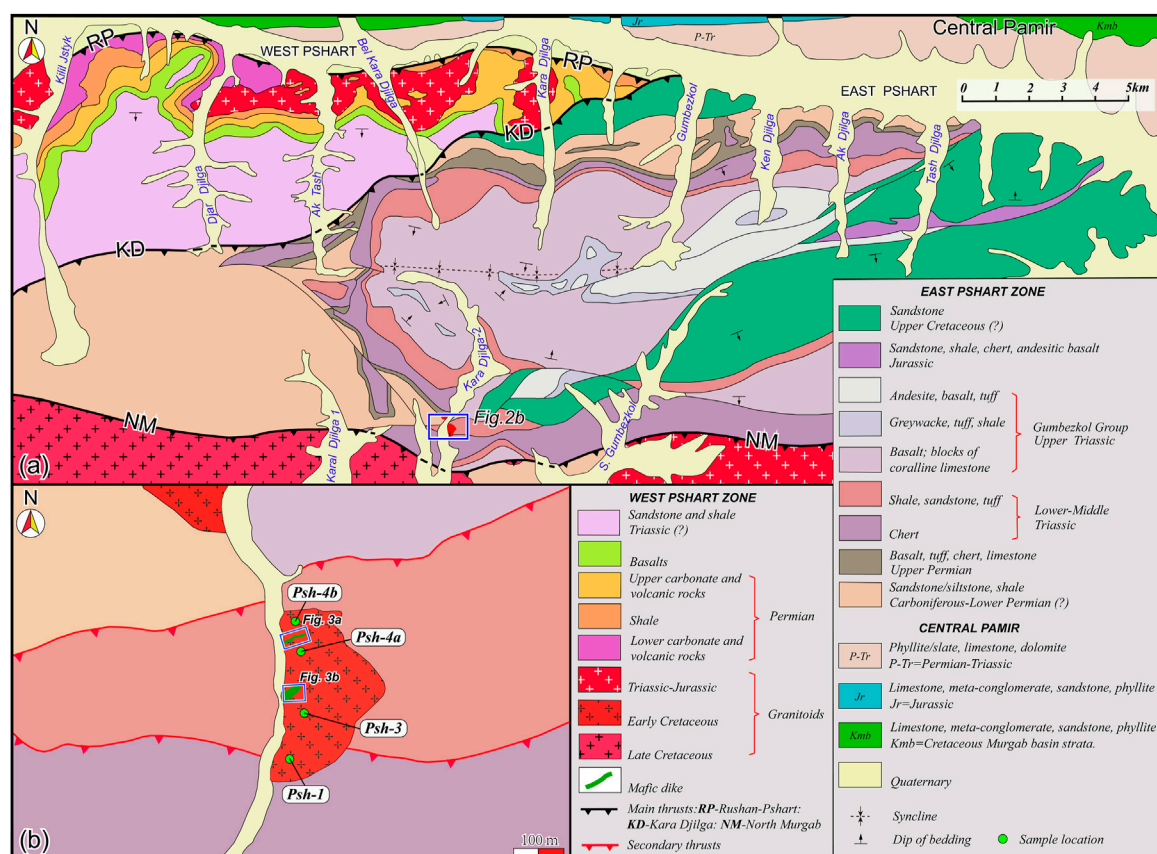 N
RP
WEST PSHART
Jr
P-Tr
Central Pamir
Kmb
Kilil Jstyk
Bel Kara Djilga
Kara Djilga
RP
Gumbezkol
EAST PSHART
0 1 2 3 4 5km
Djar Djilga
Ak Tash
KD
Ken Djilga
Ak Djilga
Tash Djilga
KD
Kara Djilga-2
Fig.2b
NM
Karal Djilga 1
S. Gumbezkol
NM
(a)
EAST PSHART ZONE
Sandstone
Upper Cretaceous (?)
Sandstone, shale, chert, andesitic basalt
Jurassic
Andesite, basalt, tuff
Greywacke, tuff, shale
Basalt; blocks of
coralline limestone
Gumbezkol Group
Upper Triassic
Shale, sandstone, tuff
Chert
Lower-Middle
Triassic
Basalt, tuff, chert, limestone
Upper Permian
Sandstone/siltstone, shale
Carboniferous-Lower Permian (?)
CENTRAL PAMIR
P-Tr
Phyllite/slate, limestone, dolomite
P-Tr=Permian-Triassic
Jr
Limestone, meta-conglomerate, sandstone, phyllite
Jr=Jurassic
Kmb
Limestone, meta-conglomerate, sandstone, phyllite
Kmb=Cretaceous Murgab basin strata.
Quaternary
Syncline
Dip of bedding
Sample location
WEST PSHART ZONE
Sandstone and shale
Triassic (?)
Basalts
Upper carbonate and
volcanic rocks
Shale
Lower carbonate and
volcanic rocks
Permian
Triassic-Jurassic
Early Cretaceous
Late Cretaceous
Granitoids
Mafic dike
Main thrusts:RP-Rushan-Pshart:
KD-Kara Djilga: NM-North Murgab
Secondary thrusts
N
Psh-4b
Fig. 3a
Psh-4a
Fig. 3b
Psh-3
Psh-1
(b)
100 m